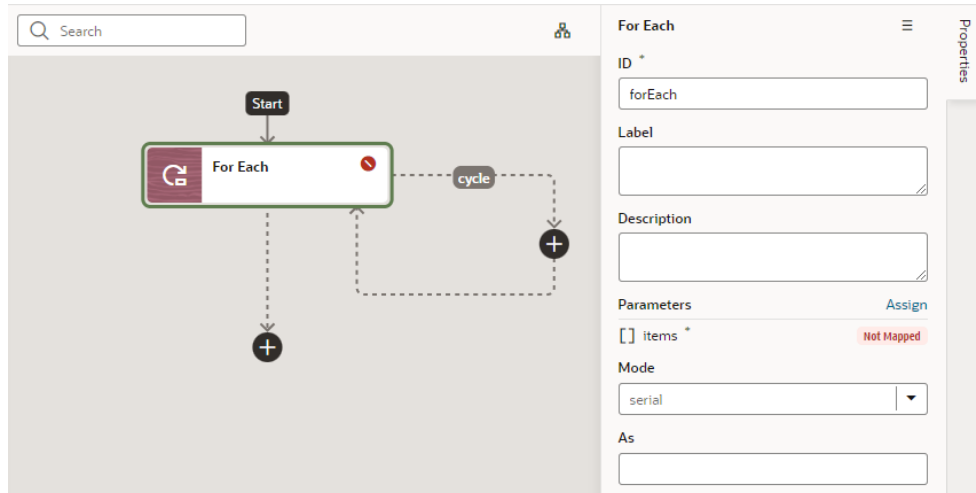 Search
Start
For Each
cycle
For Each
ID *
forEach
Label
Description
Parameters Assign
[] items * Not Mapped
Mode
serial
As
Properties